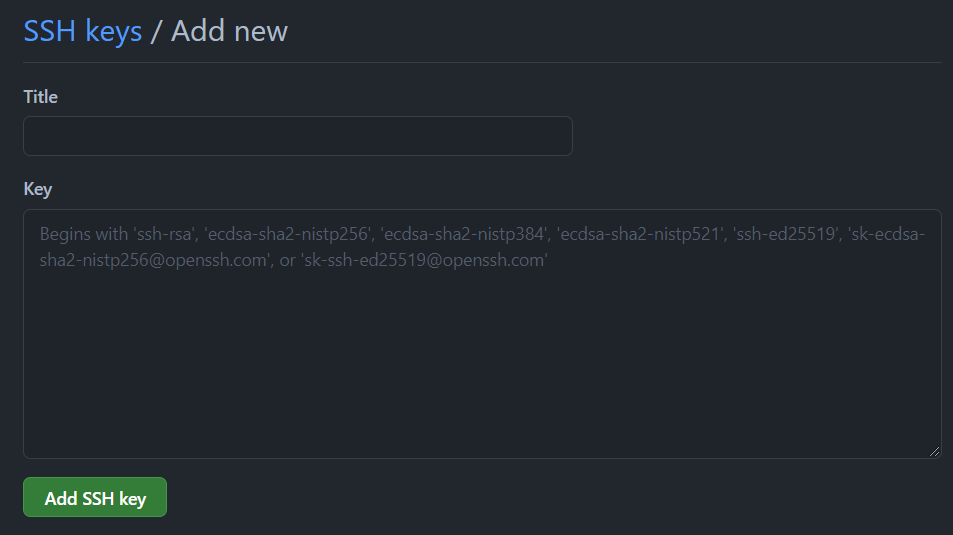 SSH keys / Add new
Title
Key
Begins with 'ssh-rsa', 'ecdsa-sha2-nistp256', 'ecdsa-sha2-nistp384', 'ecdsa-sha2-nistp521', 'ssh-ed25519', 'sk-ecdsa-
sha2-nistp256@openssh.com', or 'sk-ssh-ed25519@openssh.com'
Add SSH key